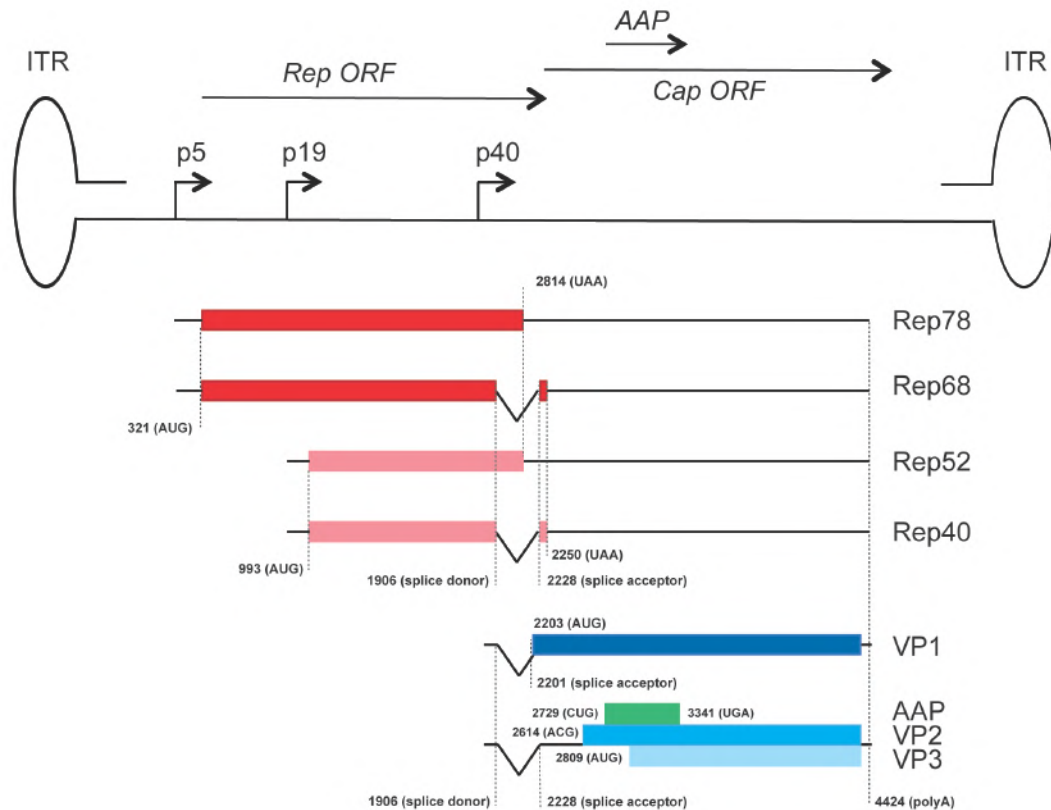 AAP
ITR
Rep ORF
Cap ORF
ITR
p5
p19
p40
2814 (UAA)
Rep78
Rep68
321 (AUG)
Rep52
Rep40
993 (AUG)
2250 (UAA)
1906 (splice donor)
2228 (splice acceptor)
2203 (AUG)
VP1
2201 (splice acceptor)
2729 (CUG)
3341 (UGA)
AAP
2614 (ACG)
VP2
2809 (AUG)
VP3
1906 (splice donor)
2228 (splice acceptor)
4424 (polyA)